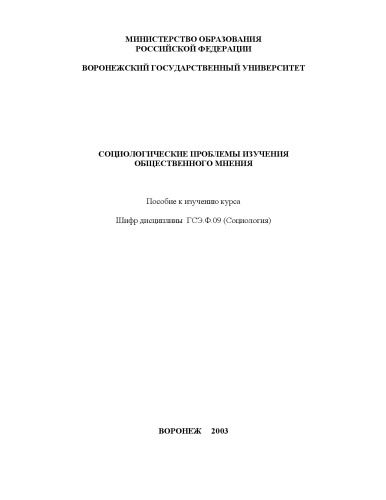 МИНИСТЕРСТВО ОБРАЗОВАНИЯ
РОССИЙСКОЙ ФЕДЕРАЦИИ
ВОРОНЕЖСКИЙ ГОСУДАРСТВЕННЫЙ УНИВЕРСИТЕТ
СОЦИОЛОГИЧЕСКИЕ ПРОБЛЕМЫ ИЗУЧЕНИЯ
ОБЩЕСТВЕННОГО МНЕНИЯ
Пособие к изучению курса
Шифр дисциплины ГСЭ.Ф.09 (Социология)
ВОРОНЕЖ 2003